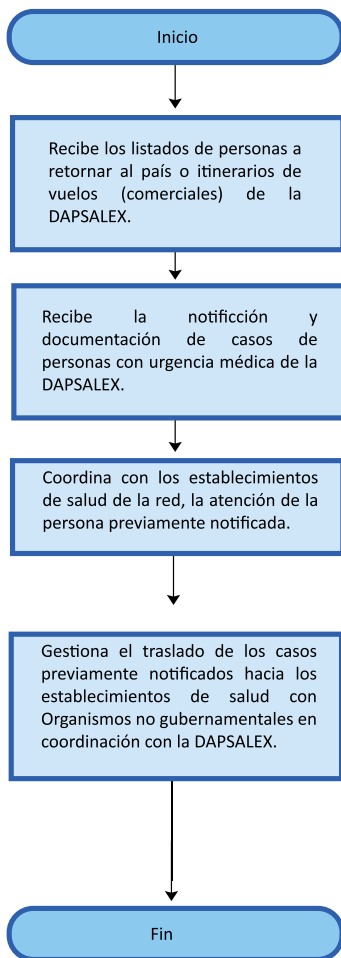 Inicio
Recibe los listados de personas a
retornar al país o itinerarios de
vuelos (comerciales) de la
DAPSALEX.
Recibe la notificción y
documentación de casos de
personas con urgencia médica de la
DAPSALEX.
Coordina con los establecimientos
de salud de la red, la atención de la
persona previamente notificada.
Gestiona el traslado de los casos
previamente notificados hacia los
establecimientos de salud con
Organismos no gubernamentales en
coordinación con la DAPSALEX.
Fin